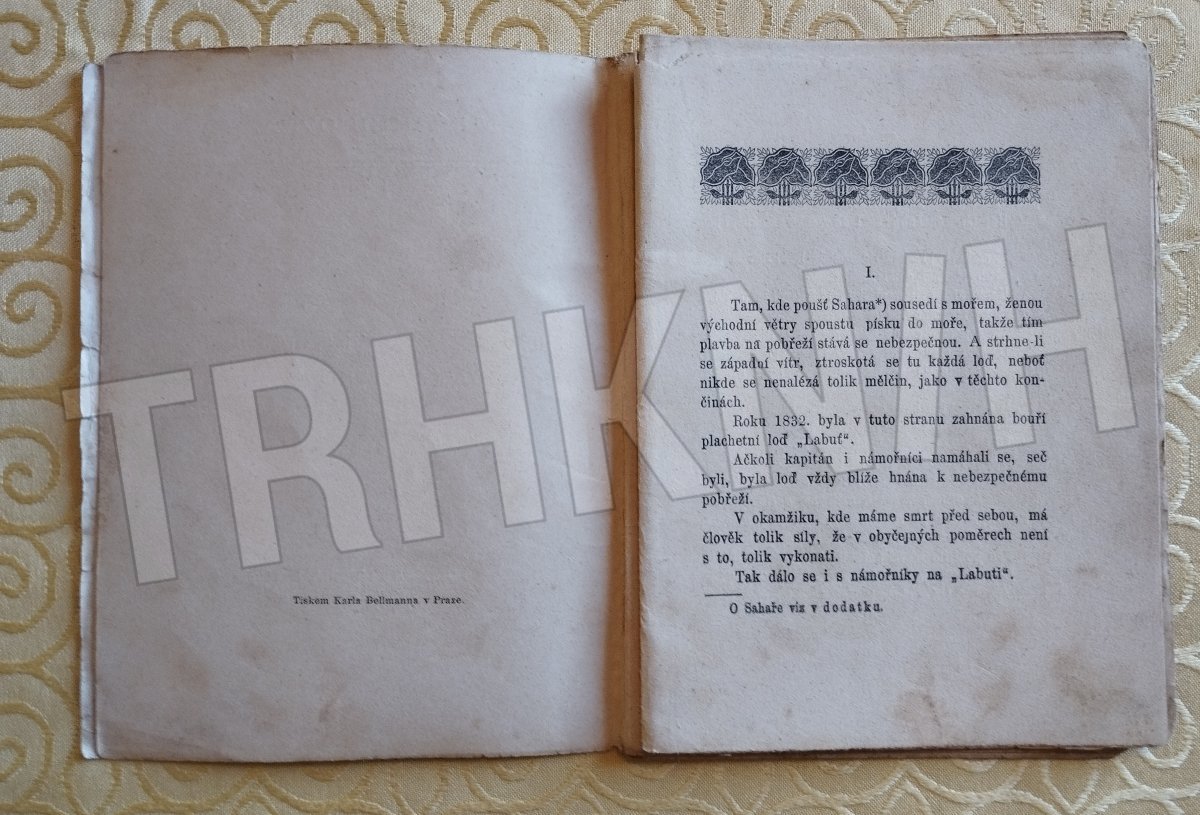 Tiskem Karla Bellmanna v Praze.
I.
Tam, kde poušť Sahara*) sousedí s mořem, ženou
východní větry spoustu písku do moře, takže tím
plavba na pobřeží stává se nebezpečnou. A strhne-li
se západní vítr, ztroskotá se tu každá loď, neboť
nikde se nenalézá tolik mělčin, jako v těchto kon-
činách.
Roku 1832. byla v tuto stranu zahnána bouří
plachetní loď „Labuť“.
Ačkoli kapitán i námořníci namáhali se, seč
byli, byla loď vždy blíže hnána k nebezpečnému
pobřeží.
V okamžiku, kde máme smrt před sebou, má
člověk tolik síly, že v obyčejných poměrech není
s to, tolik vykonati.
Tak dálo se i s námořníky na „Labuti“.
O Sahaře viz v dodatku.
TRHKNIH